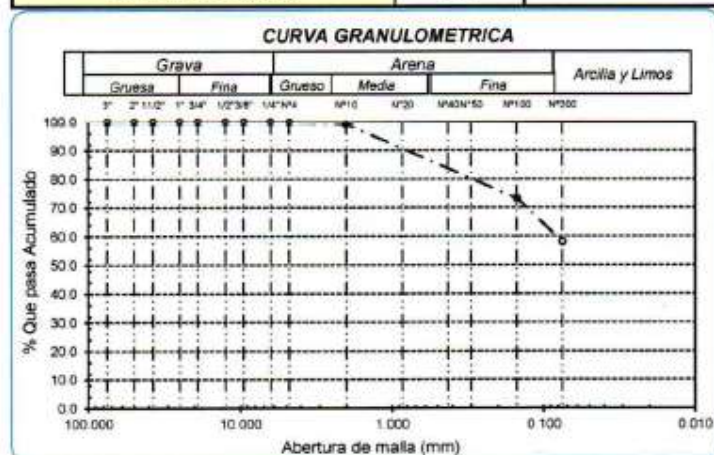 CURVA GRANULOMETRICA
Grava Arena Arcilla y Limos
Gruesa Fina Grueso Media Fina
3" 2" 1 1/2" 1" 3/4" 1/2" 3/8" 1/4" Nº4 Nº10 Nº20 Nº40 Nº50 Nº100 Nº200
100.0
90.0
80.0
70.0
60.0
50.0
40.0
30.0
20.0
10.0
0.0
% Que pasa Acumulado
100.000 10.000 1.000 0.100 0.010
Abertura de malla (mm)